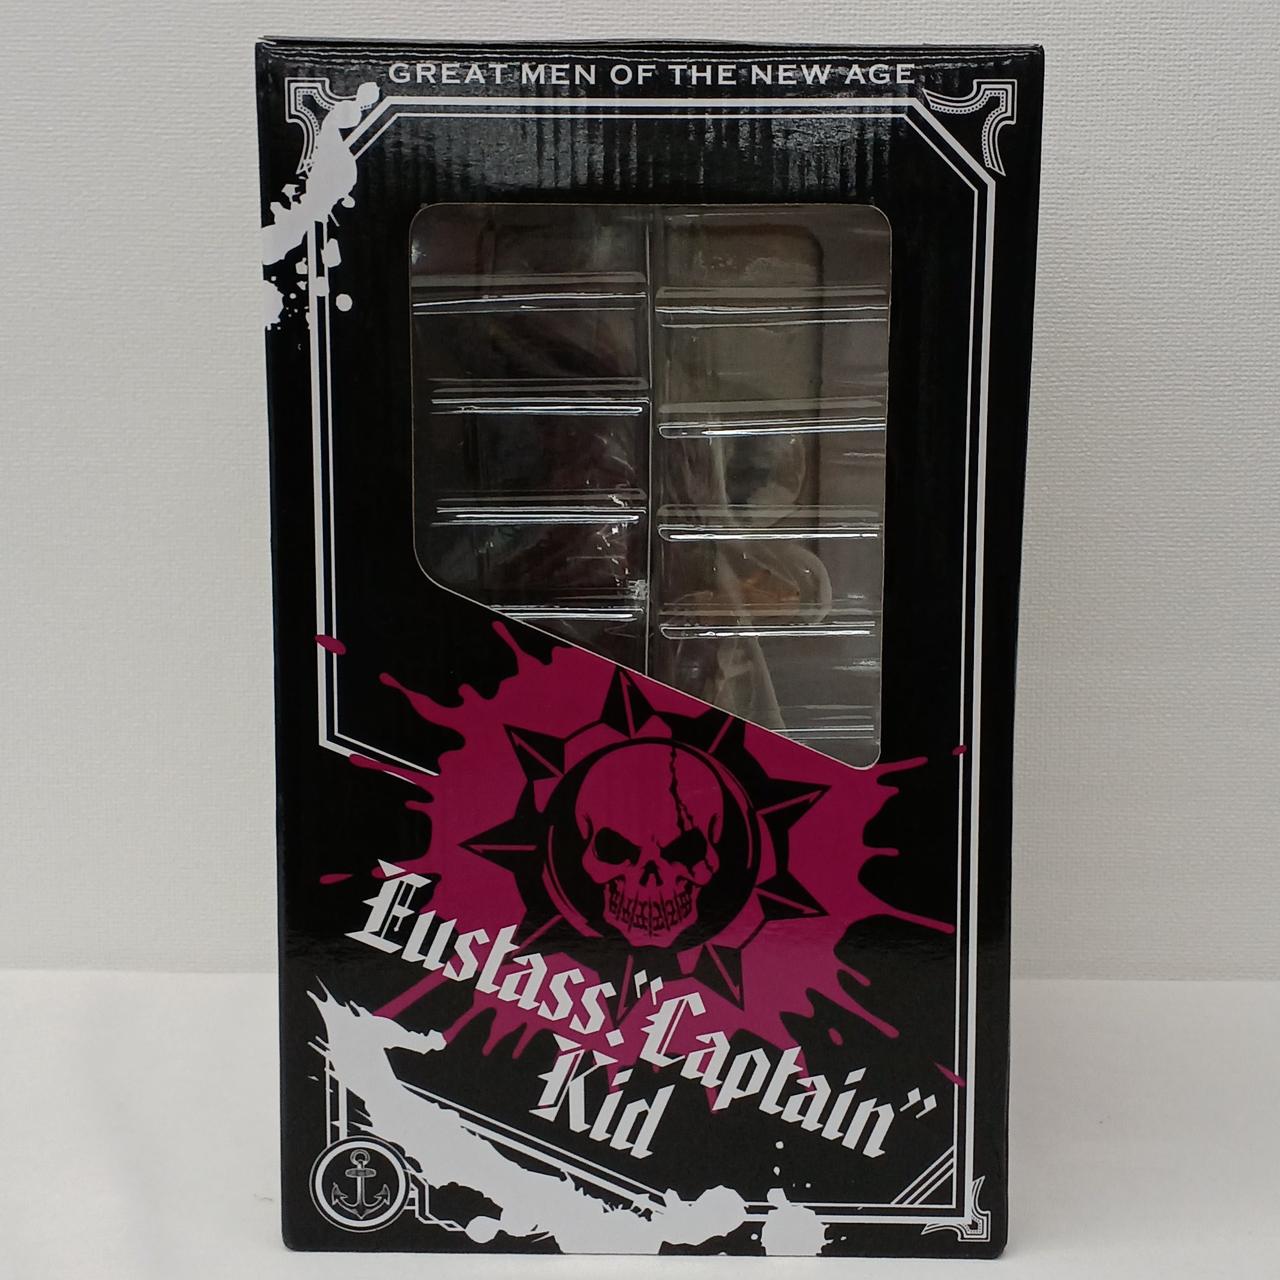 GREAT MEN OF THE NEW AGE
Eustass."Captain"
Kid